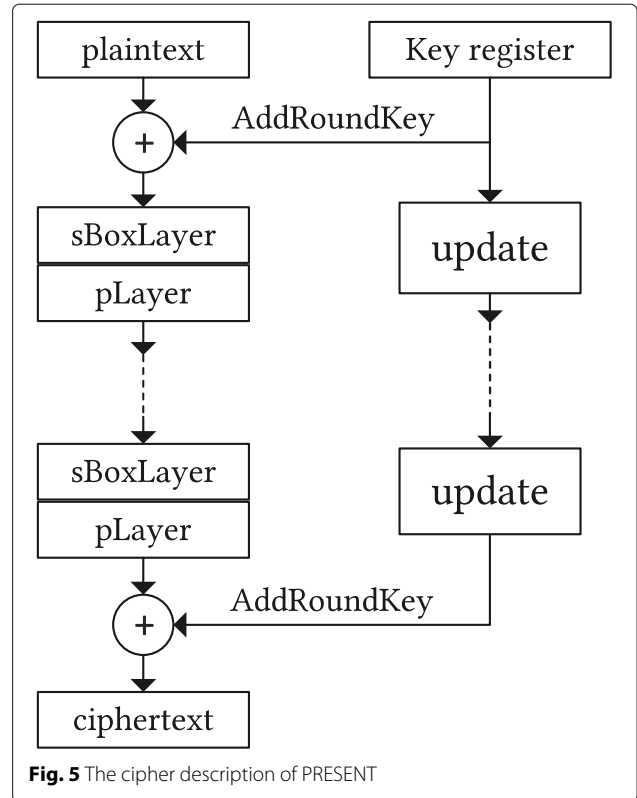 plaintext
Key register
AddRoundKey
+
sBoxLayer
update
pLayer
sBoxLayer
update
pLayer
AddRoundKey
+
ciphertext
Fig. 5 The cipher description of PRESENT